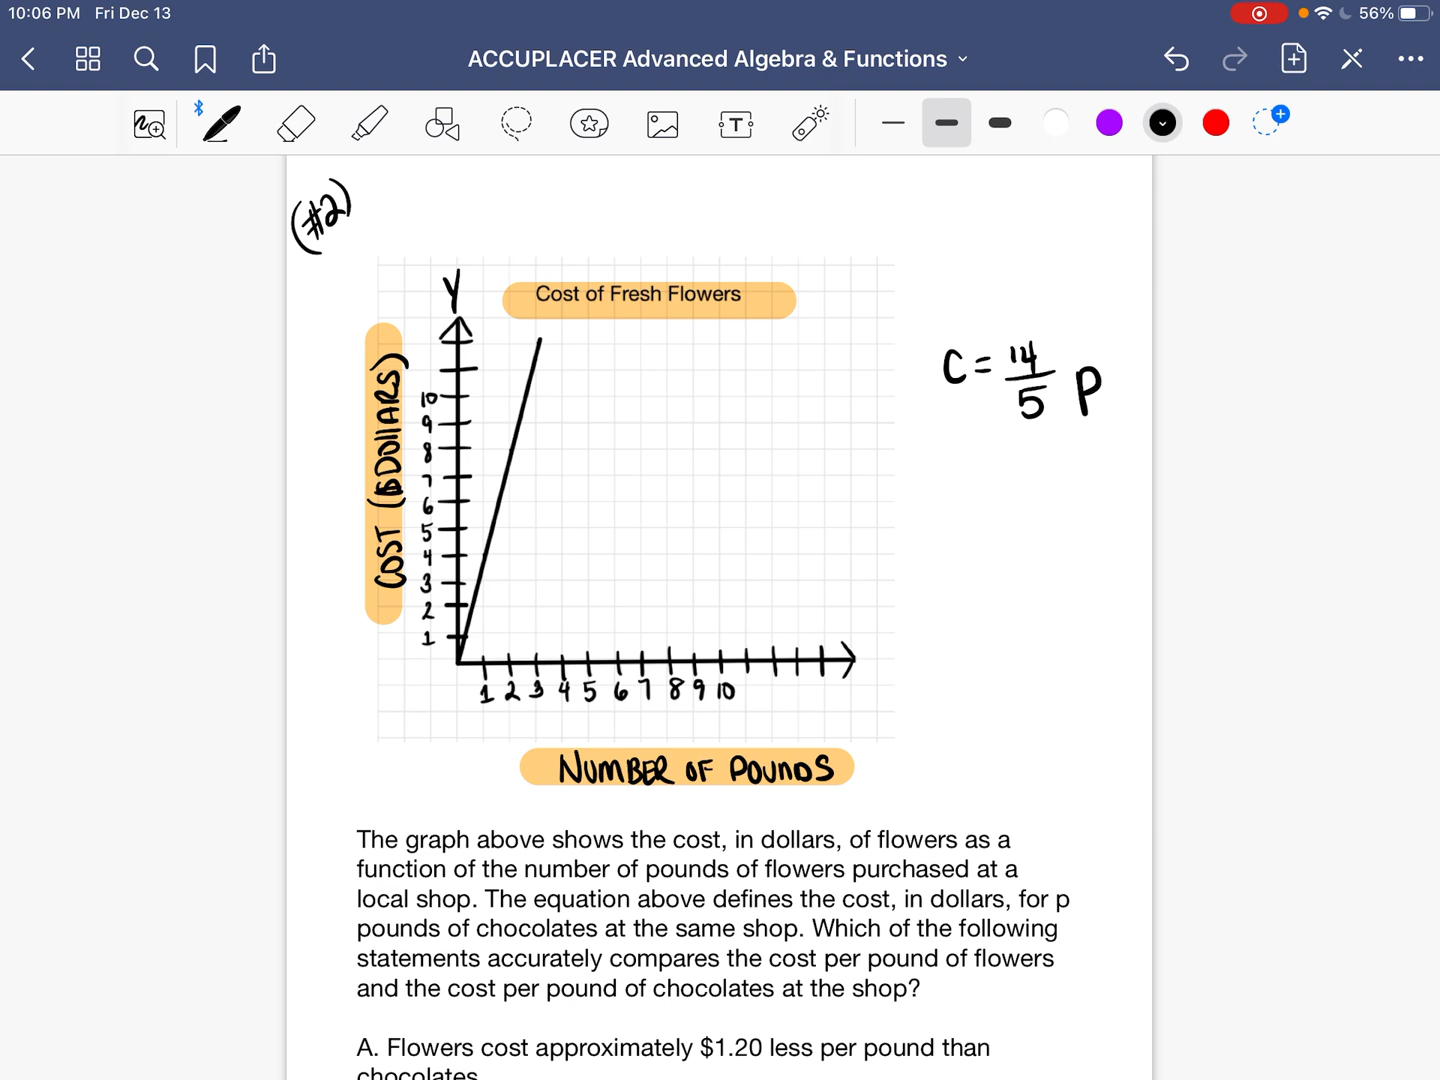 10:06 PM Fri Dec 13
56%
ACCUPLACER Advanced Algebra & Functions
T
(#2)
Y
Cost of Fresh Flowers
COST (DOllARS)
10
9
8
7
6
5
4
3
2
1
1 2 3 4 5 6 7 8 9 10
NUMBER OF POUNDS
C = 14/5 P
The graph above shows the cost, in dollars, of flowers as a
function of the number of pounds of flowers purchased at a
local shop. The equation above defines the cost, in dollars, for p
pounds of chocolates at the same shop. Which of the following
statements accurately compares the cost per pound of flowers
and the cost per pound of chocolates at the shop?
A. Flowers cost approximately $1.20 less per pound than
chocolates